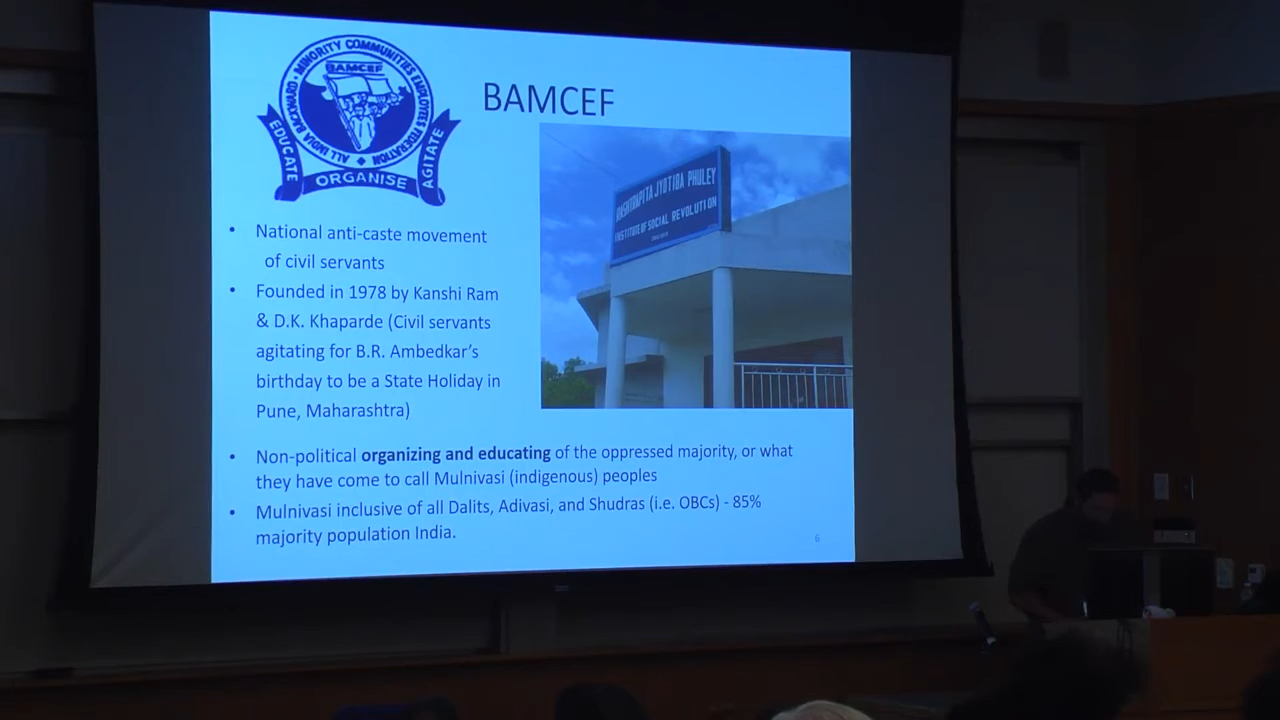 ALL INDIA BACKWARD • MINORITY COMMUNITIES EMPLOYEES FEDERATION
BAMCEF
EDUCATE
ORGANISE
AGITATE
BAMCEF
RASHTRAPITA JYOTIBA PHULEY
INSTITUTE OF SOCIAL REVOLUTION
• National anti-caste movement
of civil servants
• Founded in 1978 by Kanshi Ram
& D.K. Khaparde (Civil servants
agitating for B.R. Ambedkar's
birthday to be a State Holiday in
Pune, Maharashtra)
• Non-political organizing and educating of the oppressed majority, or what
they have come to call Mulnivasi (indigenous) peoples
• Mulnivasi inclusive of all Dalits, Adivasi, and Shudras (i.e. OBCs) - 85%
majority population India.
6